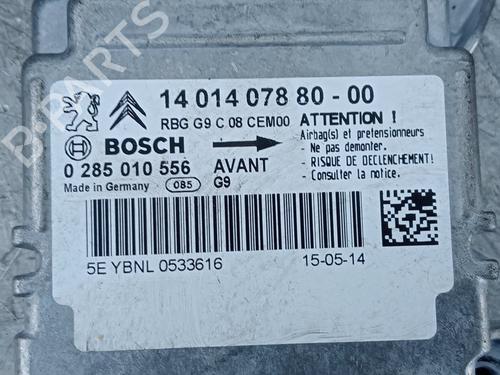 B-PARTS
14 014 078 80 - 00
RBG G9 C 08 CEM00
ATTENTION !
Airbag(s) et pretensionneurs
Ne pas demonter.
- RISQUE DE DECLENCHEMENT!
- Consulter la notice.
BOSCH
0 285 010 556
AVANT
G9
Made in Germany
085
5E YBNL 0533616
15-05-14